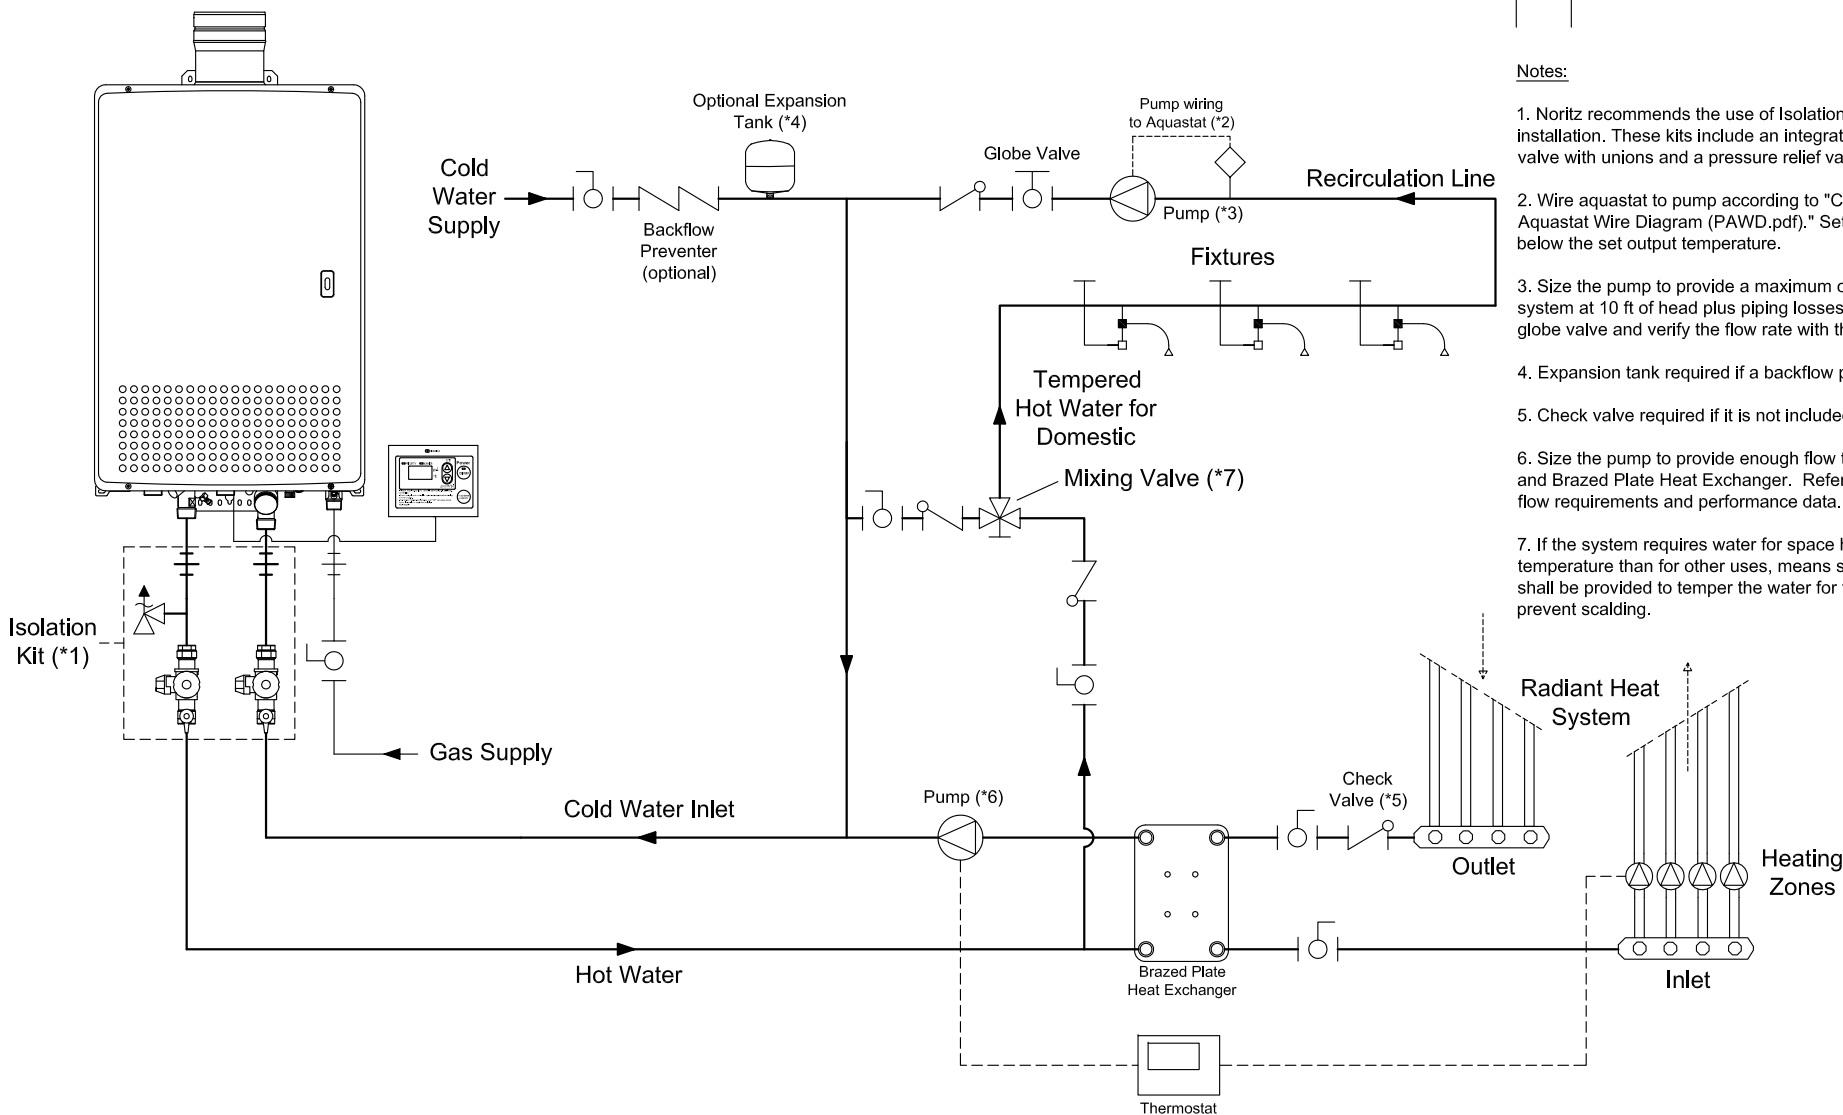 Optional Expansion
Tank (*4)
Pump wiring
to Aquastat (*2)
Globe Valve
Cold
Water
Supply
Backflow
Preventer
(optional)
Pump (*3)
Recirculation Line
Fixtures
Tempered
Hot Water for
Domestic
Mixing Valve (*7)
Isolation
Kit (*1)
Gas Supply
Cold Water Inlet
Hot Water
Pump (*6)
Check
Valve (*5)
Brazed Plate
Heat Exchanger
Radiant Heat
System
Outlet
Inlet
Heating
Zones
Thermostat
Notes:
1. Noritz recommends the use of Isolation
installation. These kits include an integrat
valve with unions and a pressure relief va
2. Wire aquastat to pump according to "C
Aquastat Wire Diagram (PAWD.pdf)." Set
below the set output temperature.
3. Size the pump to provide a maximum o
system at 10 ft of head plus piping losses
globe valve and verify the flow rate with th
4. Expansion tank required if a backflow p
5. Check valve required if it is not include
6. Size the pump to provide enough flow t
and Brazed Plate Heat Exchanger. Refer
flow requirements and performance data.
7. If the system requires water for space h
temperature than for other uses, means s
shall be provided to temper the water for
prevent scalding.